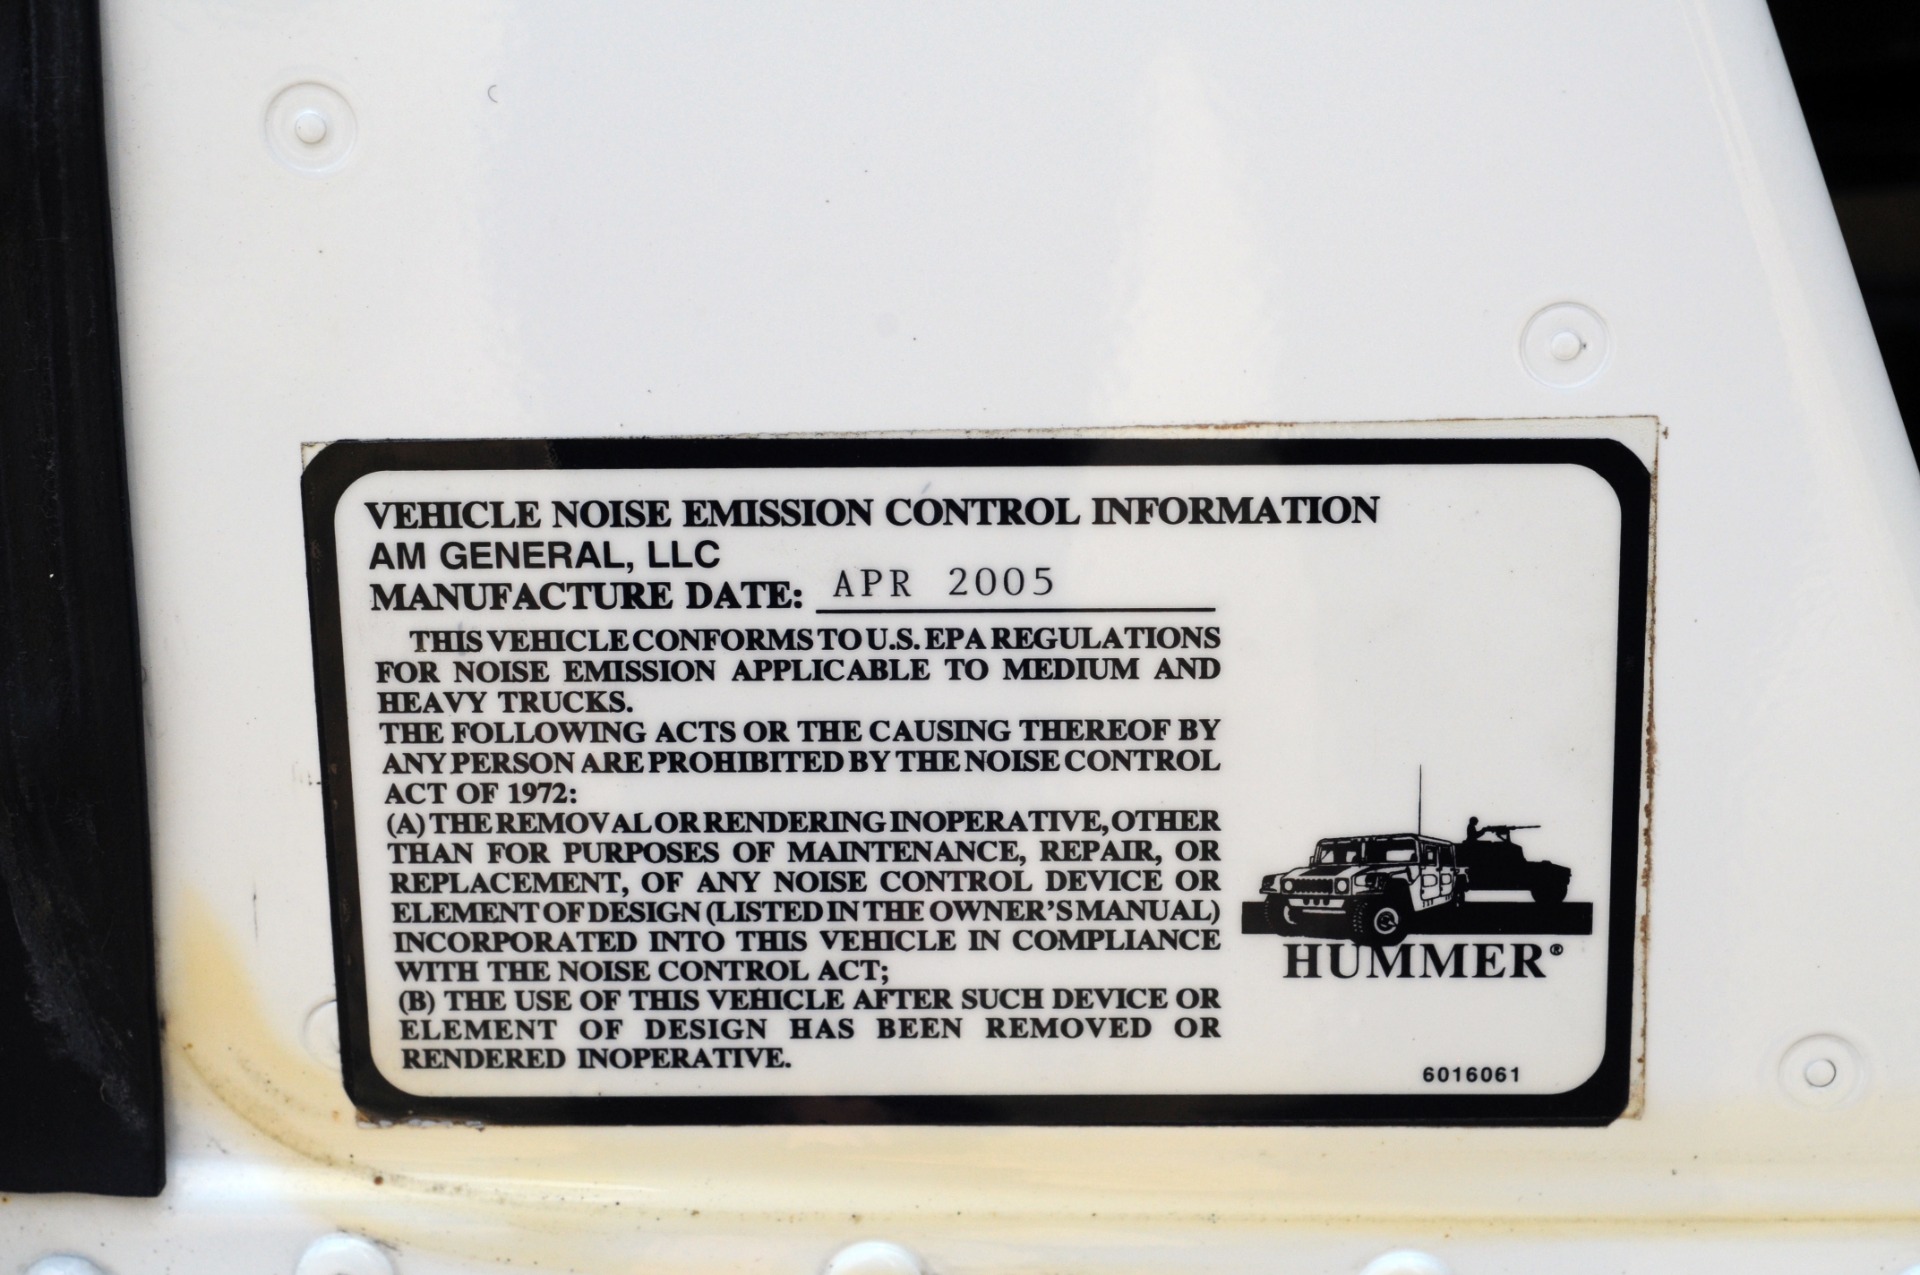 VEHICLE NOISE EMISSION CONTROL INFORMATION
AM GENERAL, LLC
MANUFACTURE DATE: APR 2005
THIS VEHICLE CONFORMS TO U.S. EPA REGULATIONS
FOR NOISE EMISSION APPLICABLE TO MEDIUM AND
HEAVY TRUCKS.
THE FOLLOWING ACTS OR THE CAUSING THEREOF BY
ANY PERSON ARE PROHIBITED BY THE NOISE CONTROL
ACT OF 1972:
(A) THE REMOVAL OR RENDERING INOPERATIVE, OTHER
THAN FOR PURPOSES OF MAINTENANCE, REPAIR, OR
REPLACEMENT, OF ANY NOISE CONTROL DEVICE OR
ELEMENT OF DESIGN (LISTED IN THE OWNER'S MANUAL)
INCORPORATED INTO THIS VEHICLE IN COMPLIANCE
WITH THE NOISE CONTROL ACT;
(B) THE USE OF THIS VEHICLE AFTER SUCH DEVICE OR
ELEMENT OF DESIGN HAS BEEN REMOVED OR
RENDERED INOPERATIVE.
HUMMER®
6016061